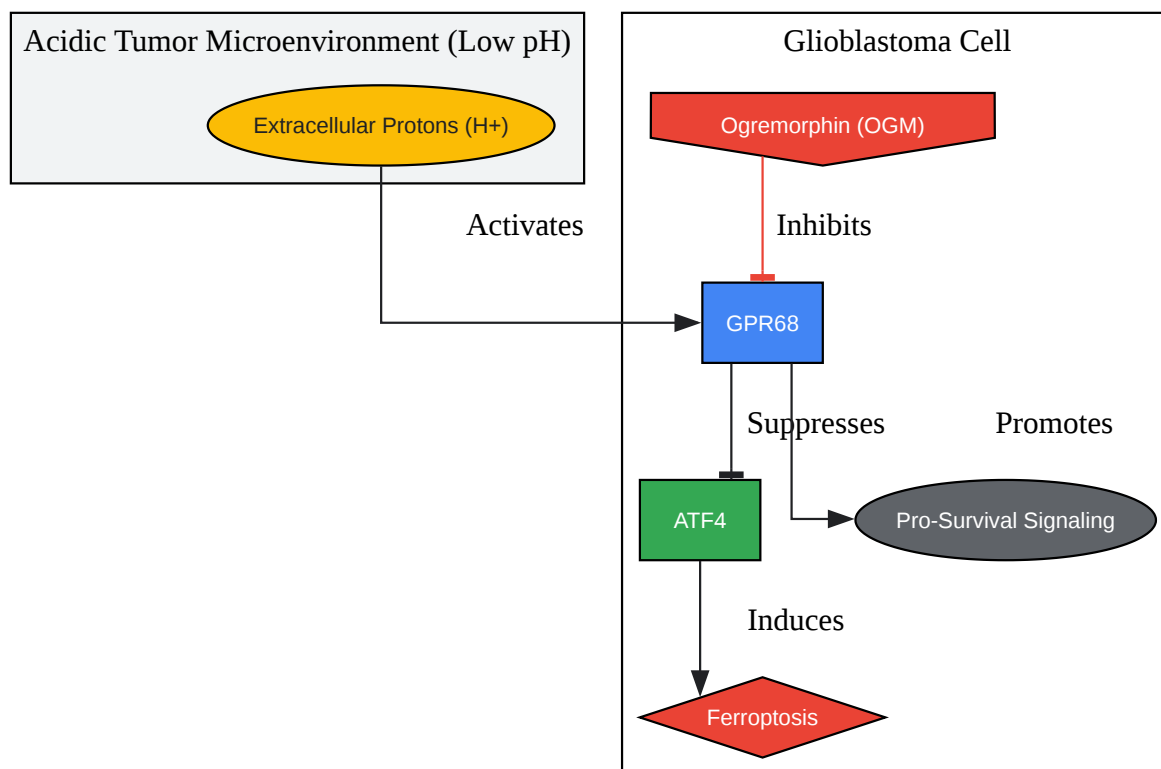 Acidic Tumor Microenvironment (Low pH)
Glioblastoma Cell
Extracellular Protons (H+)
Ogremorphin (OGM)
Activates
Inhibits
GPR68
Suppresses
Promotes
ATF4
Pro-Survival Signaling
Induces
Ferroptosis